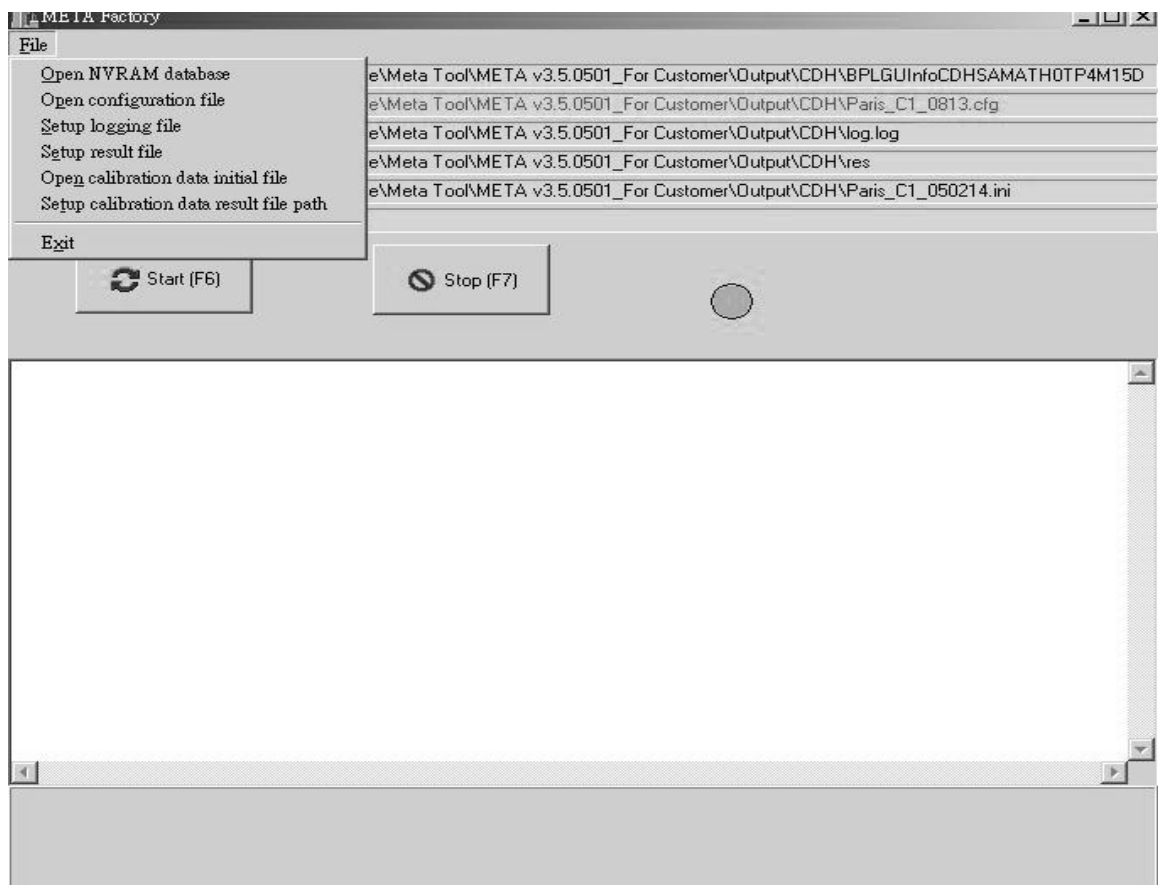 META Factory
File
Open NVRAM database
Open configuration file
Setup logging file
Setup result file
Open calibration data initial file
Setup calibration data result file path
Exit
e\Meta Tool\META v3.5.0501_For Customer\Output\CDH\BPLGUInfoCDHSAMATH0TP4M15D
e\Meta Tool\META v3.5.0501_For Customer\Output\CDH\Paris_C1_0813.cfg
e\Meta Tool\META v3.5.0501_For Customer\Output\CDH\log.log
e\Meta Tool\META v3.5.0501_For Customer\Output\CDH\res
e\Meta Tool\META v3.5.0501_For Customer\Output\CDH\Paris_C1_050214.ini
Start (F6)
Stop (F7)